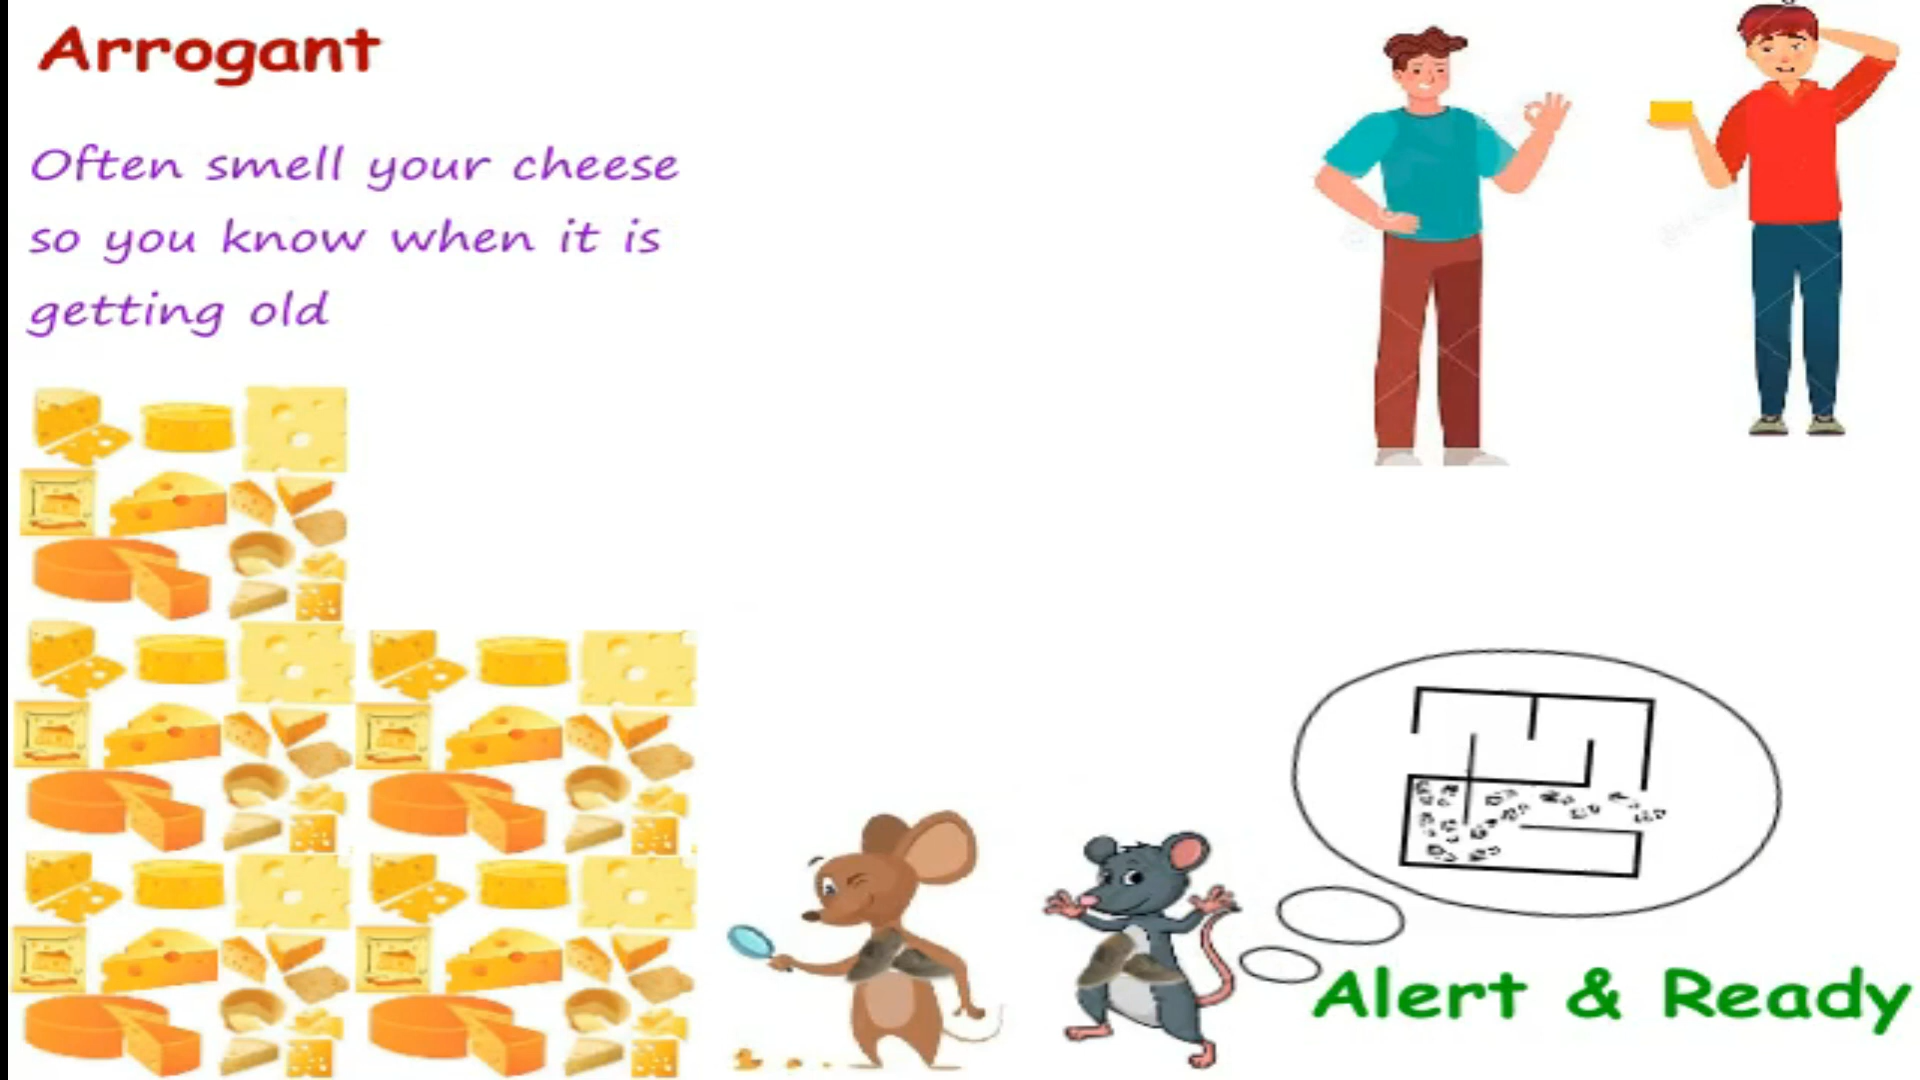 Arrogant
Often smell your cheese
so you know when it is
getting old
Alert & Ready